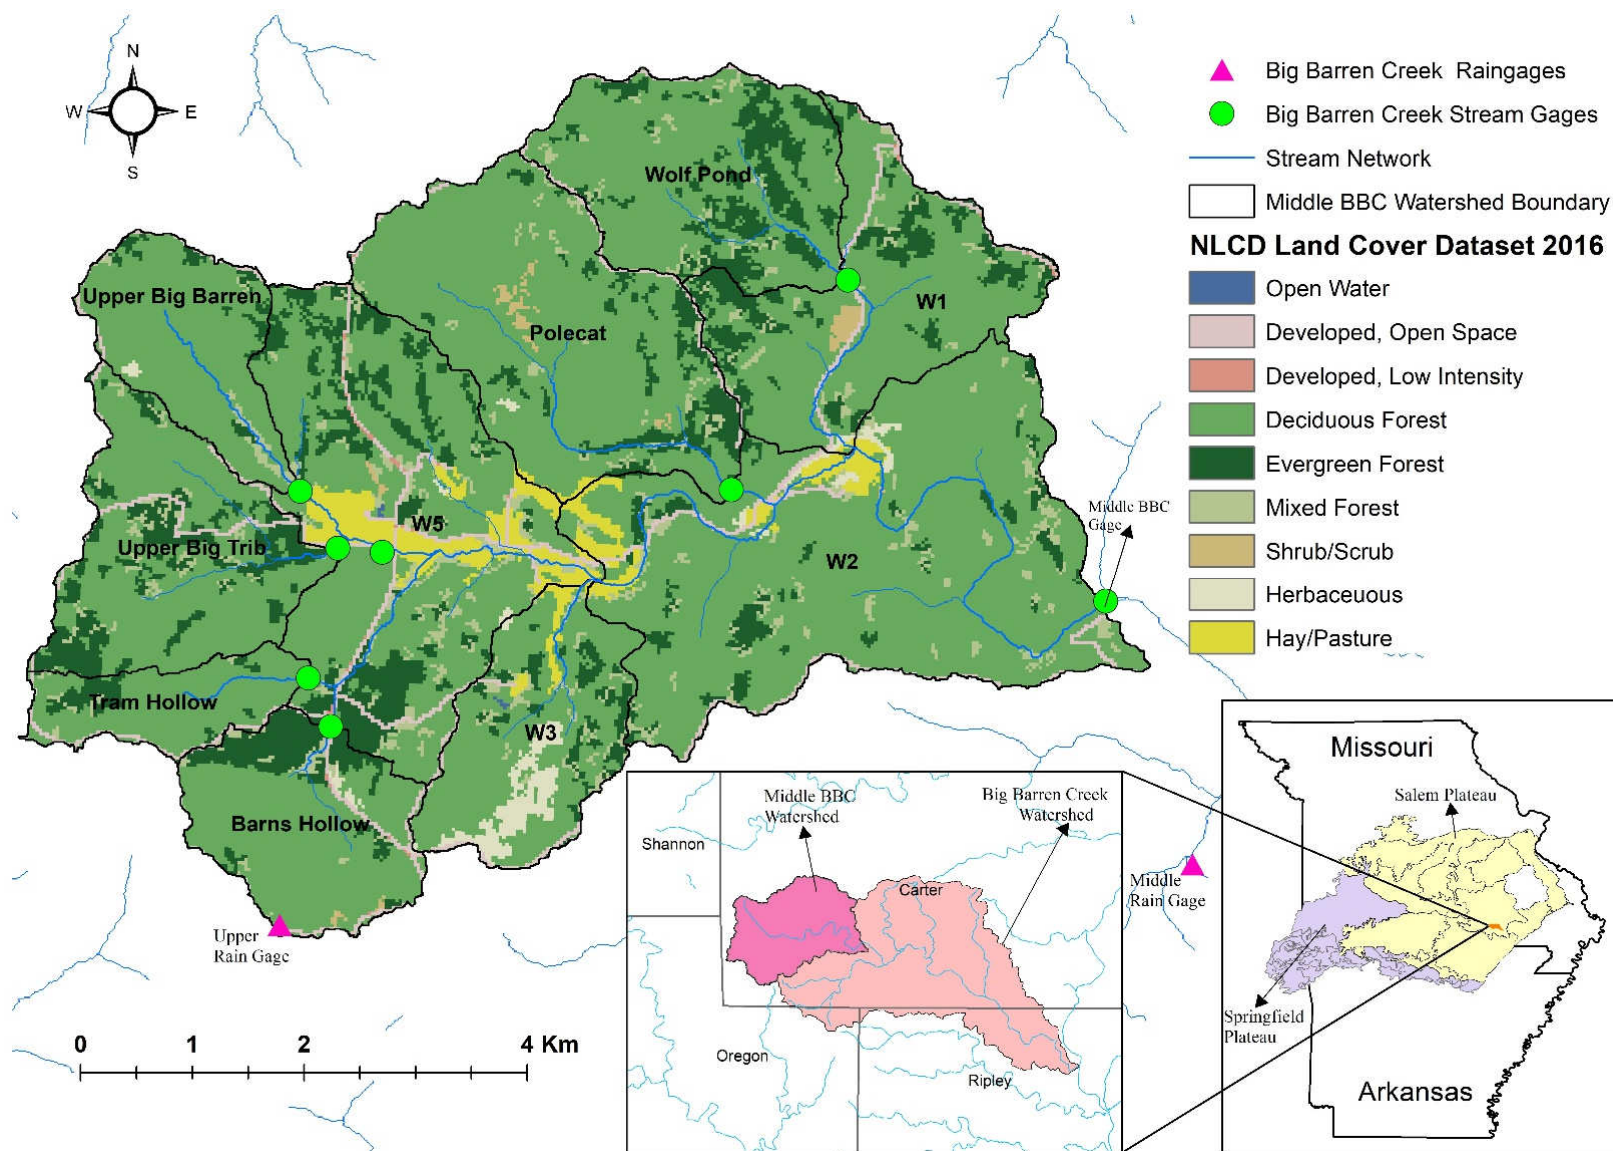 N
W
E
S
Big Barren Creek Raingages
Big Barren Creek Stream Gages
Stream Network
Middle BBC Watershed Boundary
NLCD Land Cover Dataset 2016
Open Water
Developed, Open Space
Developed, Low Intensity
Deciduous Forest
Evergreen Forest
Mixed Forest
Shrub/Scrub
Herbaceuous
Hay/Pasture
Wolf Pond
Upper Big Barren
W1
Polecat
Middle BBC
Gage
W5
Upper Big Trib
W2
Tram Hollow
W3
Barns Hollow
Upper
Rain Gage
Middle
Rain Gage
0
1
2
4 Km
Middle BBC
Watershed
Big Barren Creek
Watershed
Shannon
Carter
Oregon
Ripley
Missouri
Salem Plateau
Springfield
Plateau
Arkansas